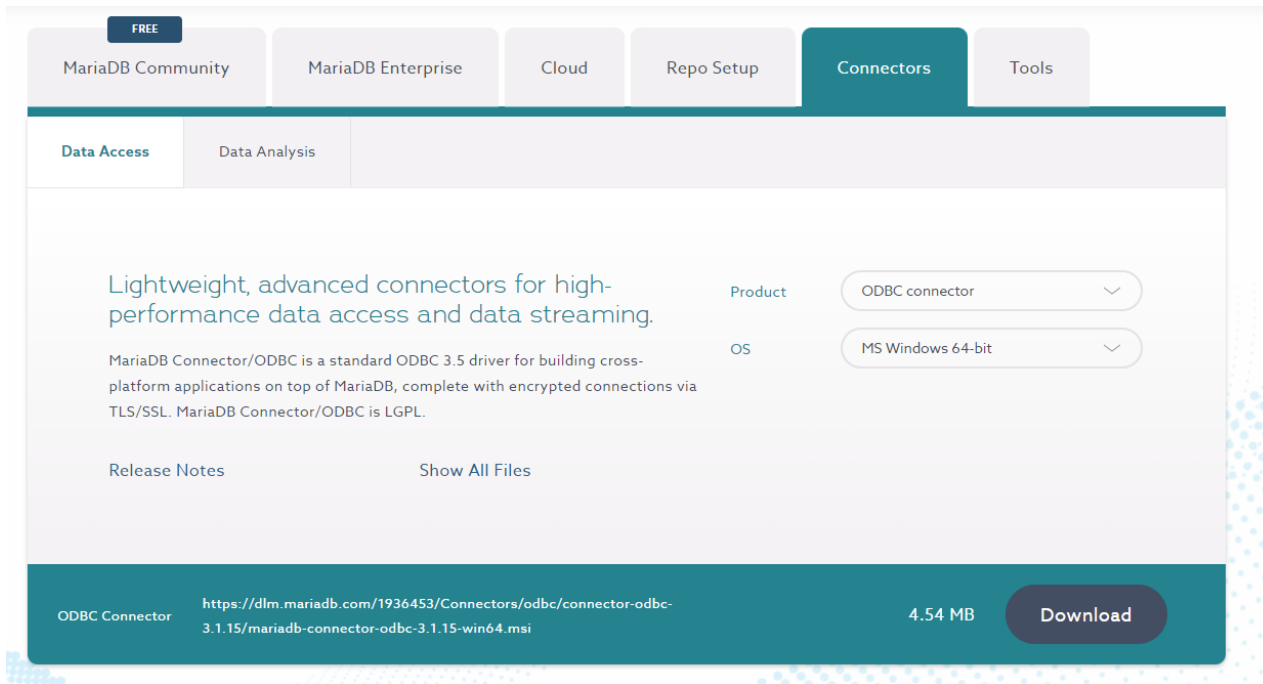 FREE
MariaDB Community
MariaDB Enterprise
Cloud
Repo Setup
Connectors
Tools
Data Access
Data Analysis
Lightweight, advanced connectors for high-
performance data access and data streaming.
MariaDB Connector/ODBC is a standard ODBC 3.5 driver for building cross-
platform applications on top of MariaDB, complete with encrypted connections via
TLS/SSL. MariaDB Connector/ODBC is LGPL.
Release Notes
Show All Files
Product
ODBC connector
OS
MS Windows 64-bit
ODBC Connector
https://dlm.mariadb.com/1936453/Connectors/odbc/connector-odbc-
3.1.15/mariadb-connector-odbc-3.1.15-win64.msi
4.54 MB
Download